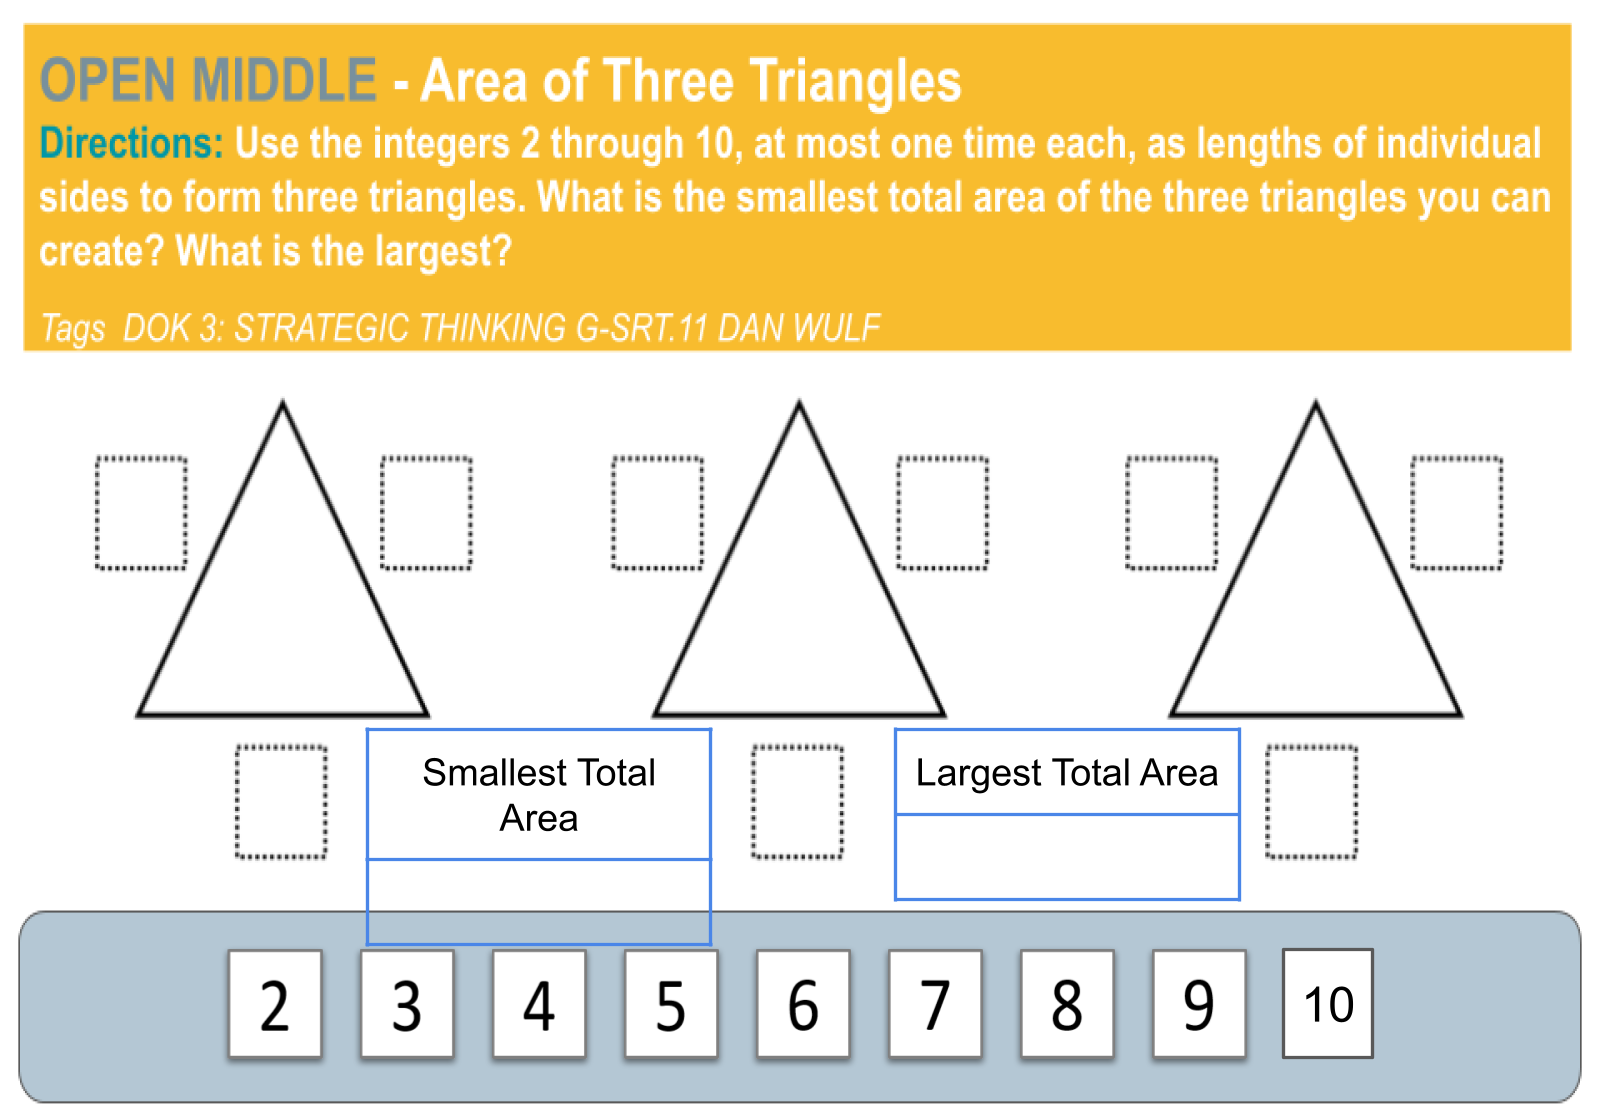 OPEN MIDDLE - Area of Three Triangles
Directions: Use the integers 2 through 10, at most one time each, as lengths of individual
sides to form three triangles. What is the smallest total area of the three triangles you can
create? What is the largest?
Tags DOK 3: STRATEGIC THINKING G-SRT.11 DAN WULF
Smallest Total
Area
Largest Total Area
2 3 4 5 6 7 8 9 10